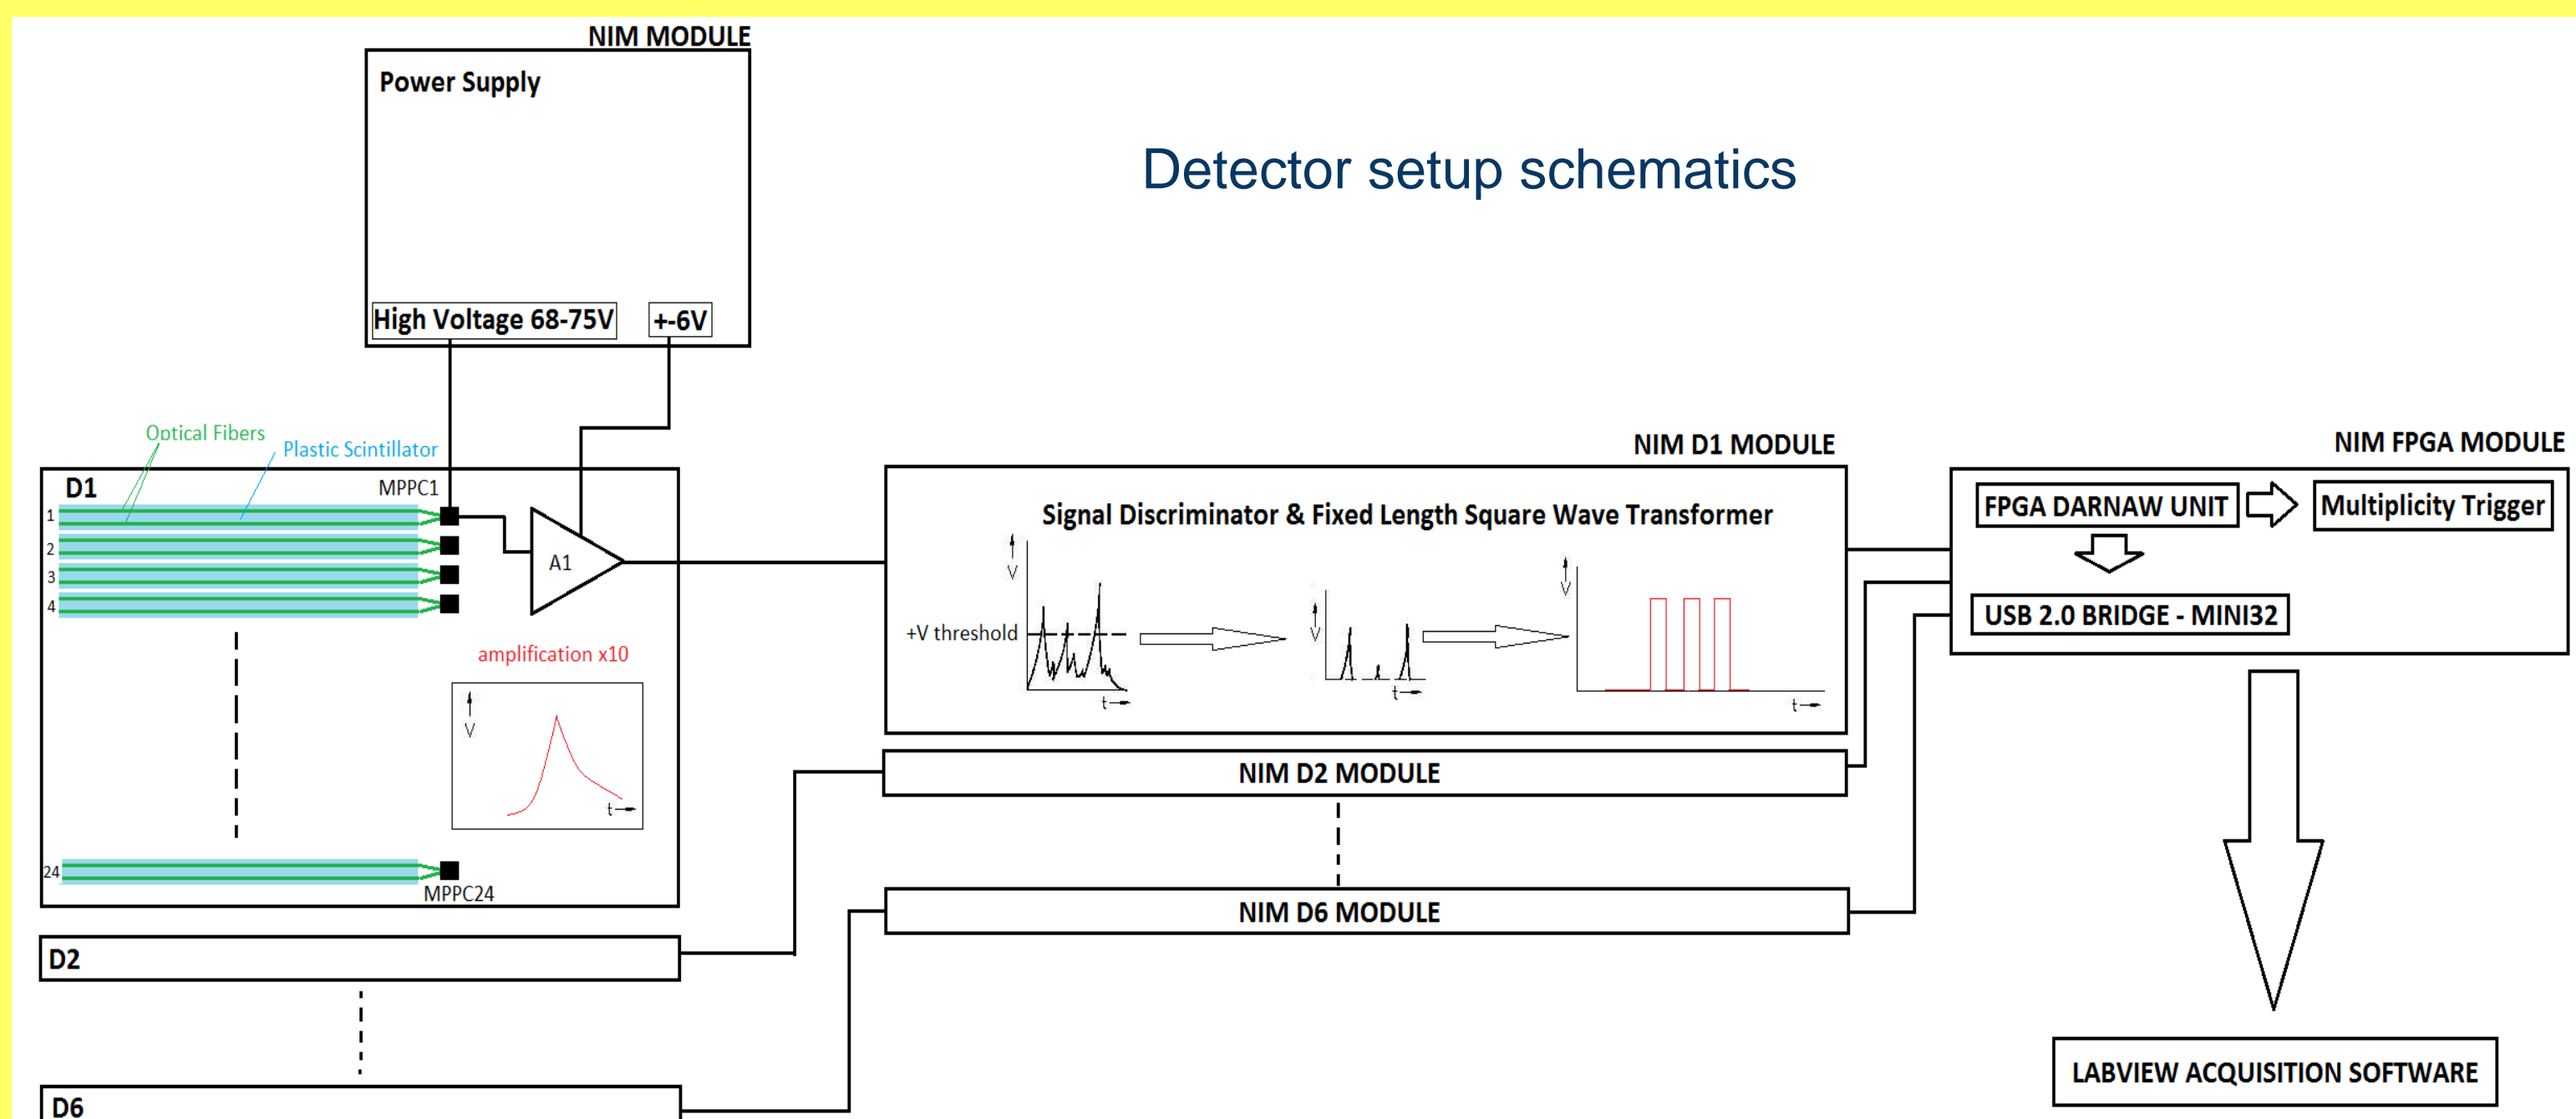 NIM MODULE
Power Supply
Detector setup schematics
High Voltage 68-75V
+-6V
Optical Fibers
Plastic Scintillator
D1
MPPC1
1
2
3
4
A1
amplification x10
V
t
24
MPPC24
NIM D1 MODULE
Signal Discriminator & Fixed Length Square Wave Transformer
V
+V threshold
t
V
t
V
t
NIM FPGA MODULE
FPGA DARNAW UNIT
Multiplicity Trigger
USB 2.0 BRIDGE - MINI32
NIM D2 MODULE
NIM D6 MODULE
D2
D6
LABVIEW ACQUISITION SOFTWARE